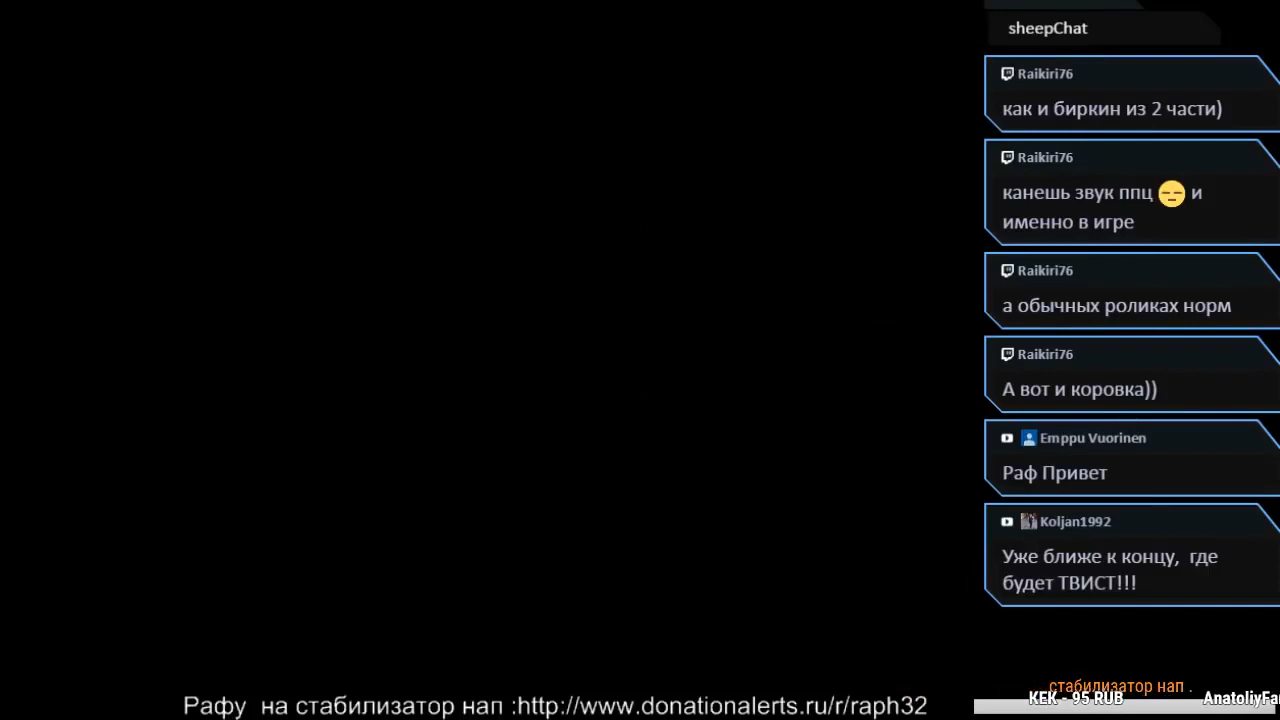 sheepChat
Raikiri76
как и биркин из 2 части)
Raikiri76
канешь звук ппц 😑 и
именно в игре
Raikiri76
а обычных роликах норм
Raikiri76
А вот и коровка))
Emppu Vuorinen
Раф Привет
Koljan1992
Уже ближе к концу, где
будет ТВИСТ!!!
стабилизатор нап .
KEK - 95 RUB
AnatoliyFa
Рафу на стабилизатор нап :http://www.donationalerts.ru/r/raph32